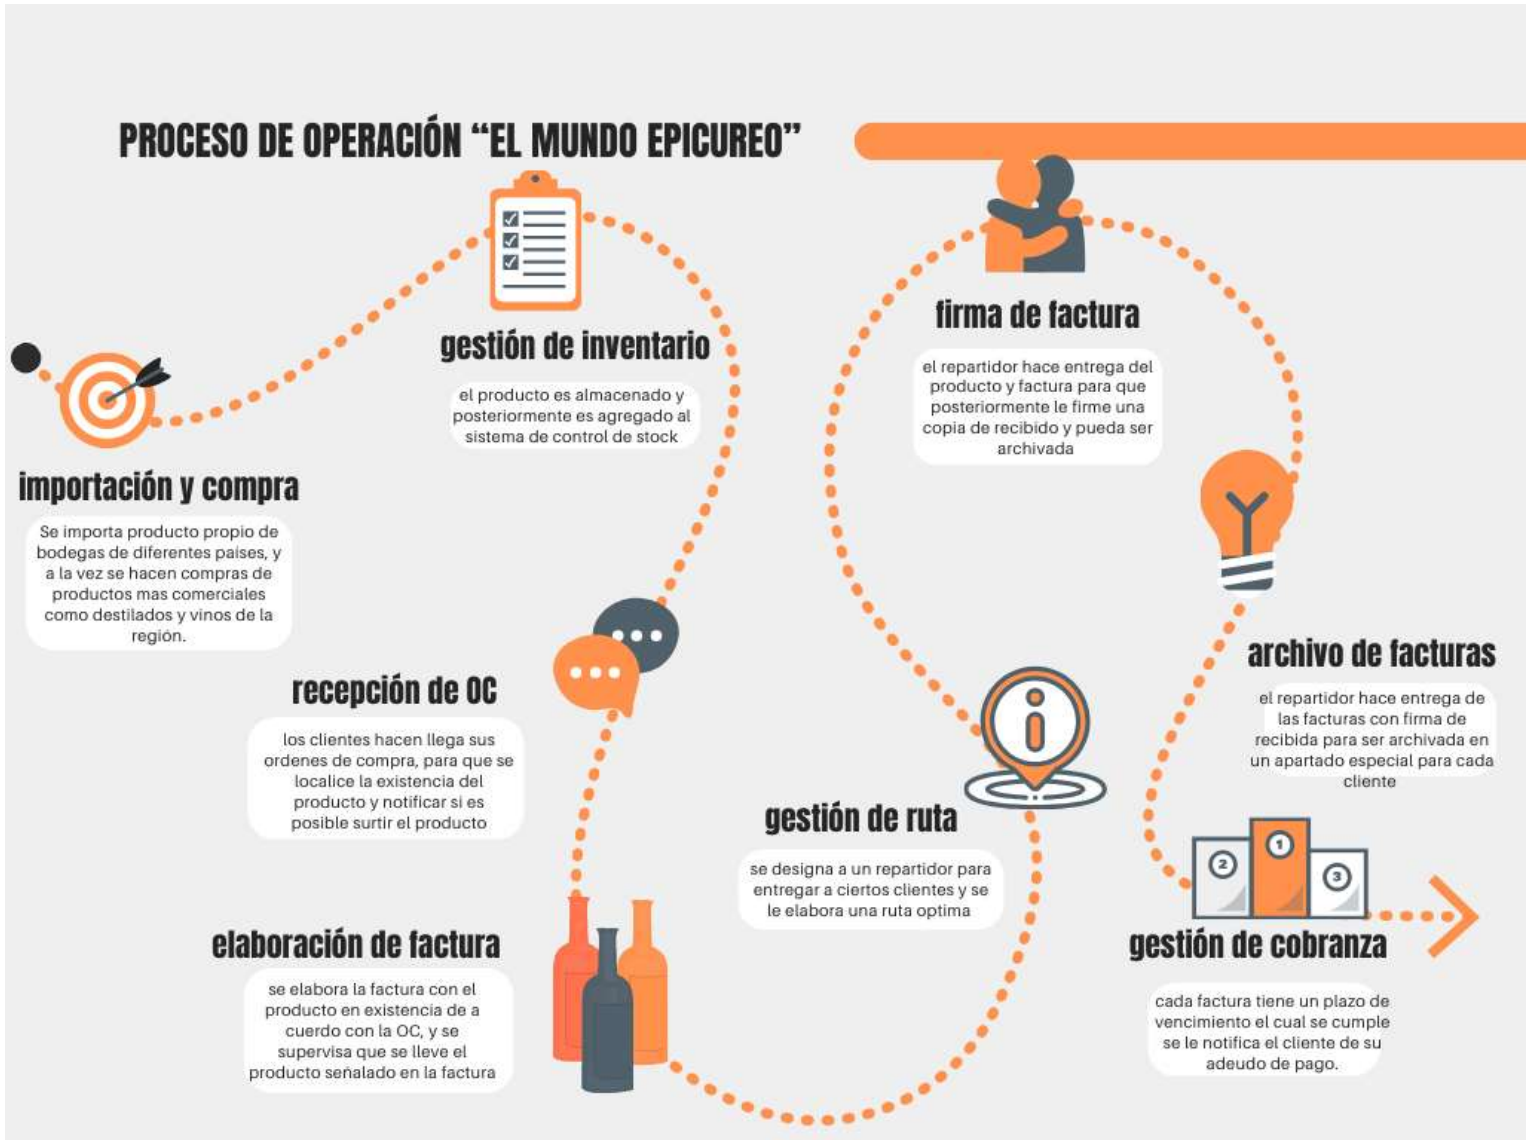 PROCESO DE OPERACIÓN “EL MUNDO EPICUREO”
importación y compra
Se importa producto propio de
bodegas de diferentes países, y
a la vez se hacen compras de
productos mas comerciales
como destilados y vinos de la
región.
gestión de inventario
el producto es almacenado y
posteriormente es agregado al
sistema de control de stock
recepción de OC
los clientes hacen llega sus
ordenes de compra, para que se
localice la existencia del
producto y notificar si es
posible surtir el producto
elaboración de factura
se elabora la factura con el
producto en existencia de a
cuerdo con la OC, y se
supervisa que se lleve el
producto señalado en la factura
gestión de ruta
se designa a un repartidor para
entregar a ciertos clientes y se
le elabora una ruta optima
firma de factura
el repartidor hace entrega del
producto y factura para que
posteriormente le firme una
copia de recibido y pueda ser
archivada
archivo de facturas
el repartidor hace entrega de
las facturas con firma de
recibida para ser archivada en
un apartado especial para cada
cliente
2 1 3
gestión de cobranza
cada factura tiene un plazo de
vencimiento el cual se cumple
se le notifica el cliente de su
adeudo de pago.